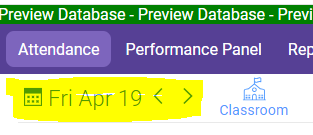 Preview Database - Preview Database - Previ
Attendance Performance Panel Rep
Fri Apr 19
Classroom